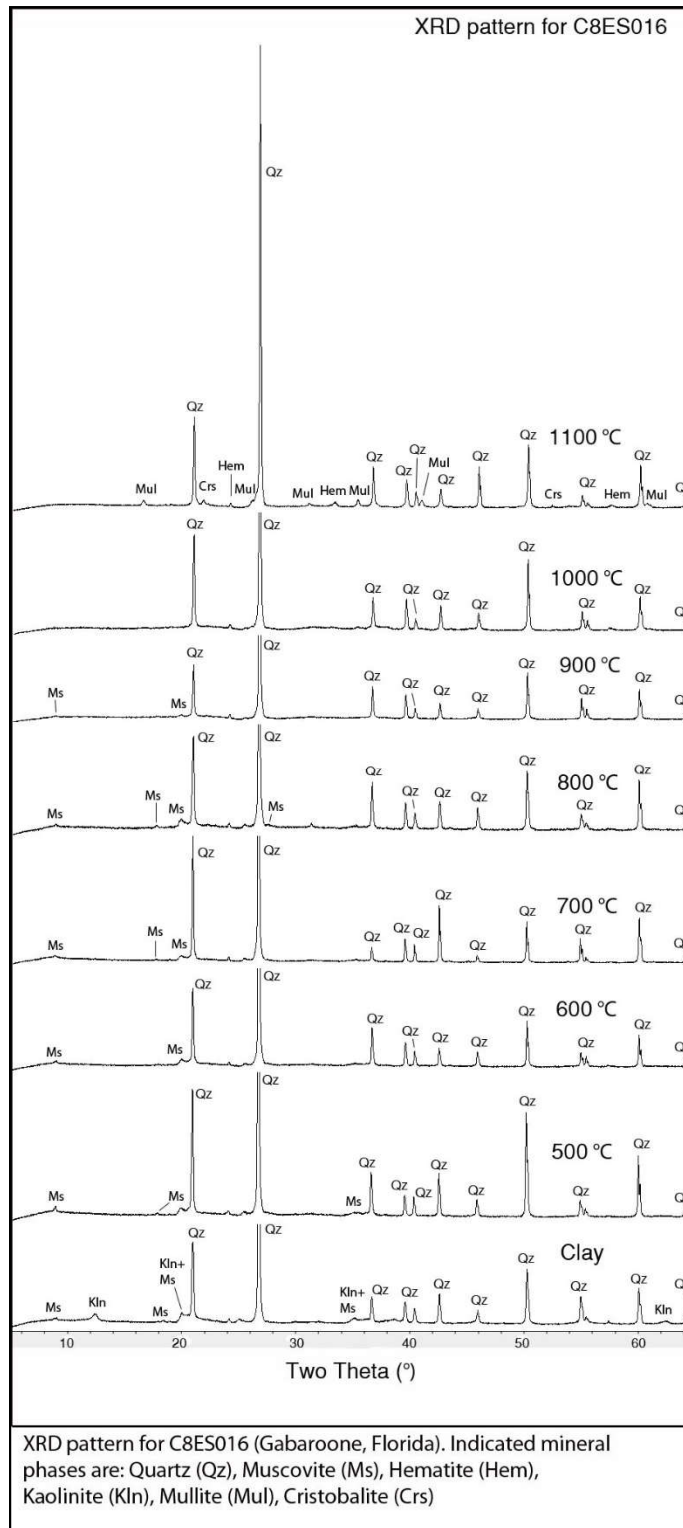 XRD pattern for C8ES016
Qz
Qz
Mul
Crs
Hem
Mul
Mul
Hem
Mul
Qz
Qz
Qz
Mul
Qz
Qz
Qz
1100 °C
Crs
Qz
Hem
Qz
Mul
Q
Qz
Qz
Qz
Qz
Qz
Qz
Qz
1000 °C
Qz
Qz
Q
Ms
Ms
Qz
Qz
Qz
Qz
Qz
Qz
Qz
900 °C
Qz
Qz
Q
Ms
Ms
Ms
Qz
Qz
Ms
Qz
Qz
Qz
Qz
Qz
800 °C
Qz
Qz
Q
Ms
Ms
Ms
Qz
Qz
Qz
Qz
Qz
Qz
Qz
Qz
700 °C
Qz
Qz
Q
Ms
Ms
Qz
Qz
Qz
Qz
Qz
Qz
Qz
600 °C
Qz
Qz
Q
Ms
Ms
Qz
Qz
Ms
Qz
Qz
Qz
Qz
Qz
Qz
500 °C
Qz
Qz
Q
Ms
Kln
Ms
Kln+
Ms
Qz
Qz
Kln+
Ms
Qz
Qz
Qz
Qz
Qz
Clay
Qz
Qz
Kln
Q
10 20 30 40 50 60
Two Theta (°)
XRD pattern for C8ES016 (Gabaroone, Florida). Indicated mineral
phases are: Quartz (Qz), Muscovite (Ms), Hematite (Hem),
Kaolinite (Kln), Mullite (Mul), Cristobalite (Crs)